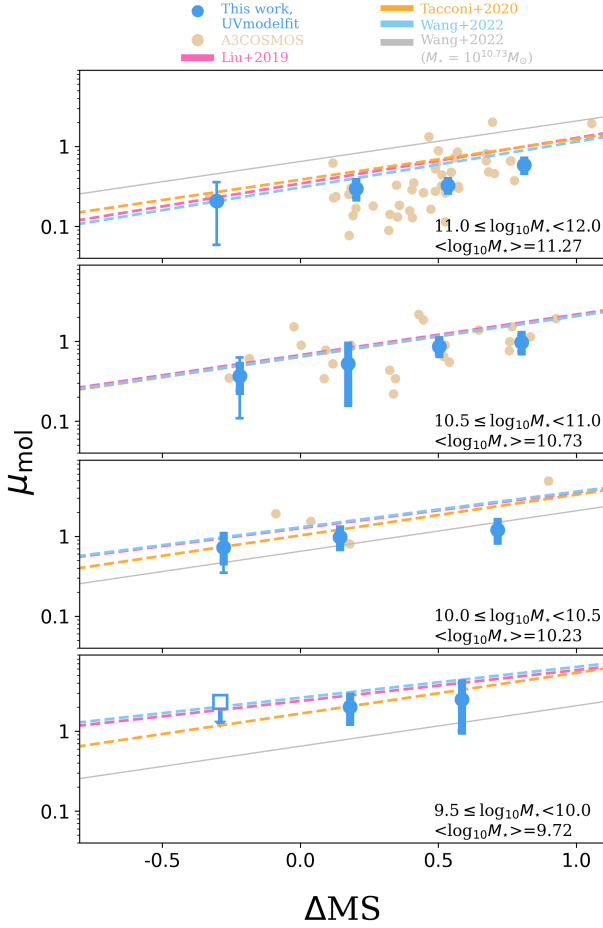 This work,
UVmodelfit
A3COSMOS
Liu+2019
Tacconi+2020
Wang+2022
Wang+2022
(M⋆ = 10^10.73 M⊙)
1
0.1
11.0 ≤ log₁₀M⋆<12.0
<log₁₀M⋆>=11.27
1
0.1
10.5 ≤ log₁₀M⋆<11.0
<log₁₀M⋆>=10.73
1
0.1
10.0 ≤ log₁₀M⋆<10.5
<log₁₀M⋆>=10.23
1
0.1
9.5 ≤ log₁₀M⋆<10.0
<log₁₀M⋆>=9.72
μmol
-0.5 0.0 0.5 1.0
ΔMS